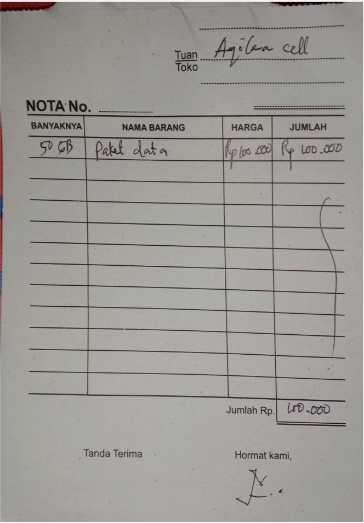 Tuan Aqila cell
Toko
NOTA No.
BANYAKNYA NAMA BARANG HARGA JUMLAH
50 GB Paket data Rp 100.000 Rp 100.000
Jumlah Rp. 100.000
Tanda Terima Hormat kami,